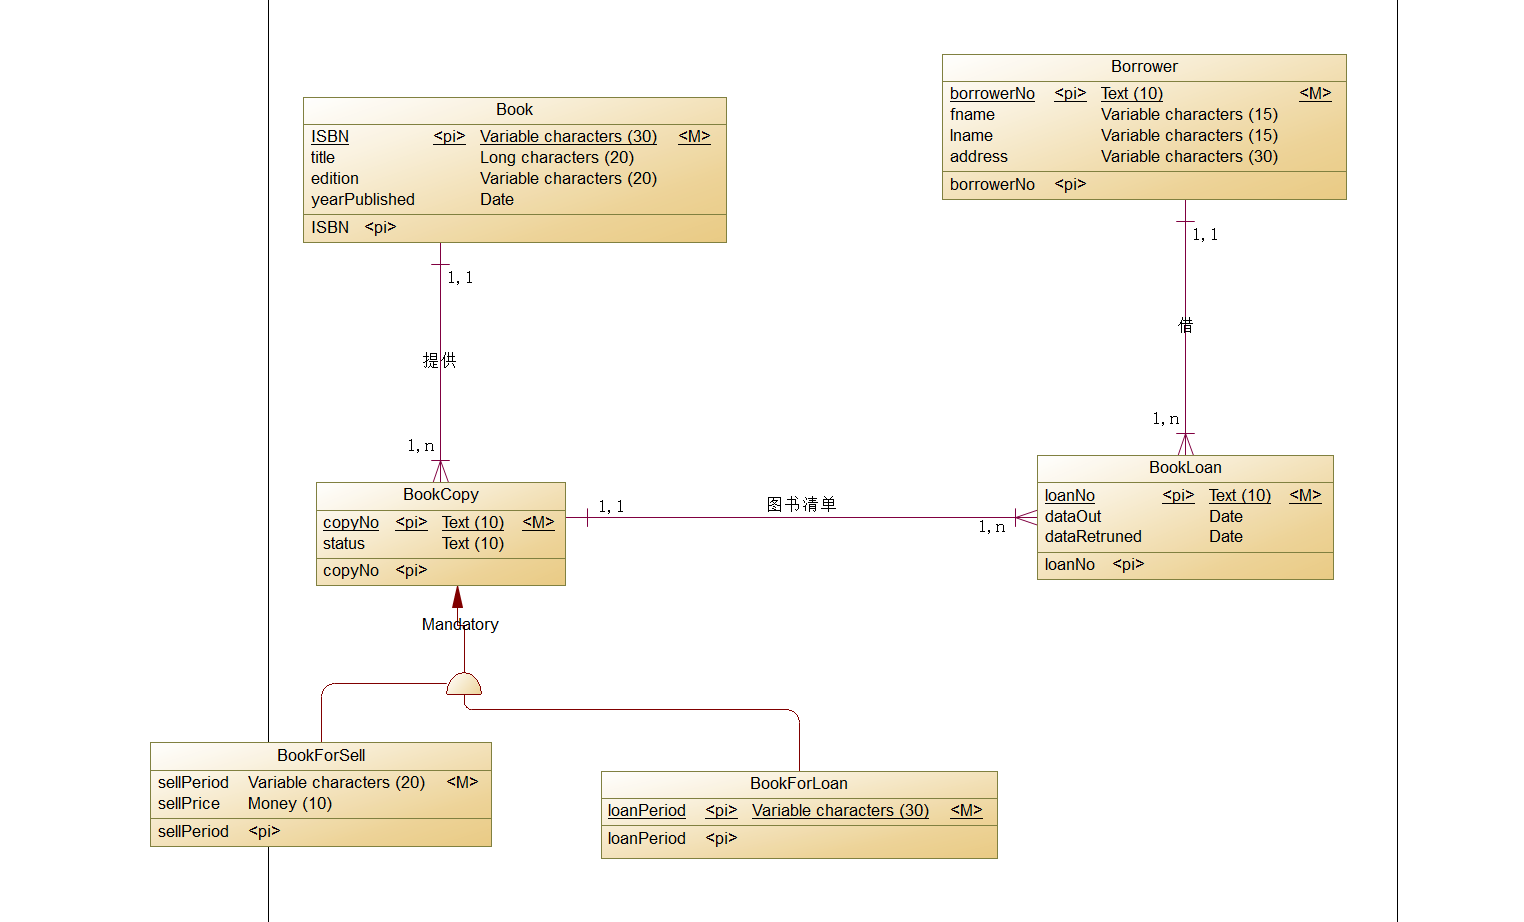 Book
ISBN <pi> Variable characters (30) <M>
title Long characters (20)
edition Variable characters (20)
yearPublished Date
ISBN <pi>
Borrower
borrowerNo <pi> Text (10) <M>
fname Variable characters (15)
lname Variable characters (15)
address Variable characters (30)
borrowerNo <pi>
1,1
提供
1,n
1,1
借
1,n
BookCopy
copyNo <pi> Text (10) <M>
status Text (10)
copyNo <pi>
1,1
图书清单
1,n
BookLoan
loanNo <pi> Text (10) <M>
dataOut Date
dataRetruned Date
loanNo <pi>
Mandatory
BookForSell
sellPeriod Variable characters (20) <M>
sellPrice Money (10)
sellPeriod <pi>
BookForLoan
loanPeriod <pi> Variable characters (30) <M>
loanPeriod <pi>